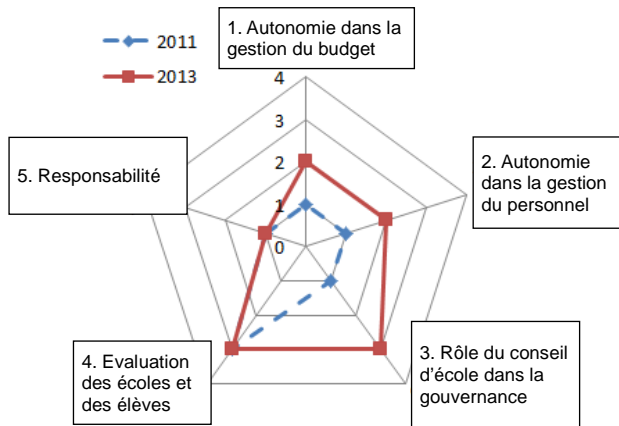 1. Autonomie dans la
gestion du budget
2011
2013
4
3
2
1
0
2. Autonomie
dans la gestion
du personnel
3. Rôle du conseil
d'école dans la
gouvernance
4. Evaluation
des écoles et
des élèves
5. Responsabilité